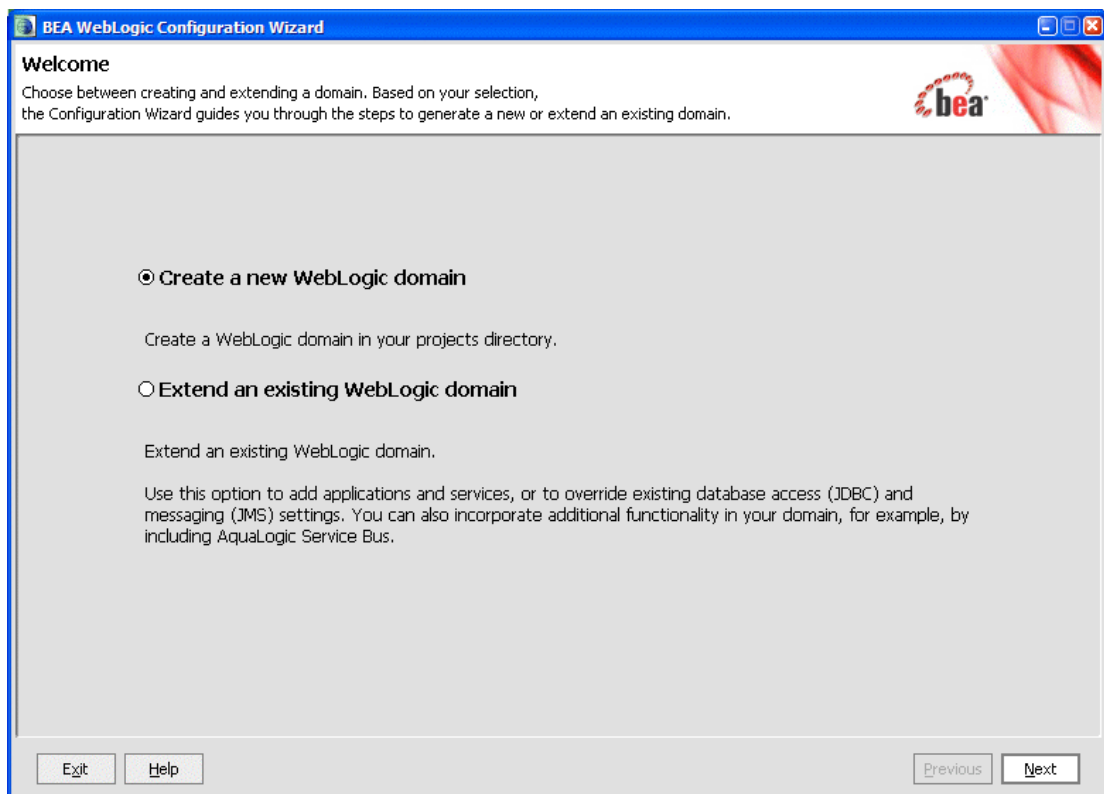 BEA WebLogic Configuration Wizard
Welcome
Choose between creating and extending a domain. Based on your selection,
the Configuration Wizard guides you through the steps to generate a new or extend an existing domain.
bea
Create a new WebLogic domain
Create a WebLogic domain in your projects directory.
Extend an existing WebLogic domain
Extend an existing WebLogic domain.
Use this option to add applications and services, or to override existing database access (JDBC) and
messaging (JMS) settings. You can also incorporate additional functionality in your domain, for example, by
including AquaLogic Service Bus.
Exit Help Previous Next